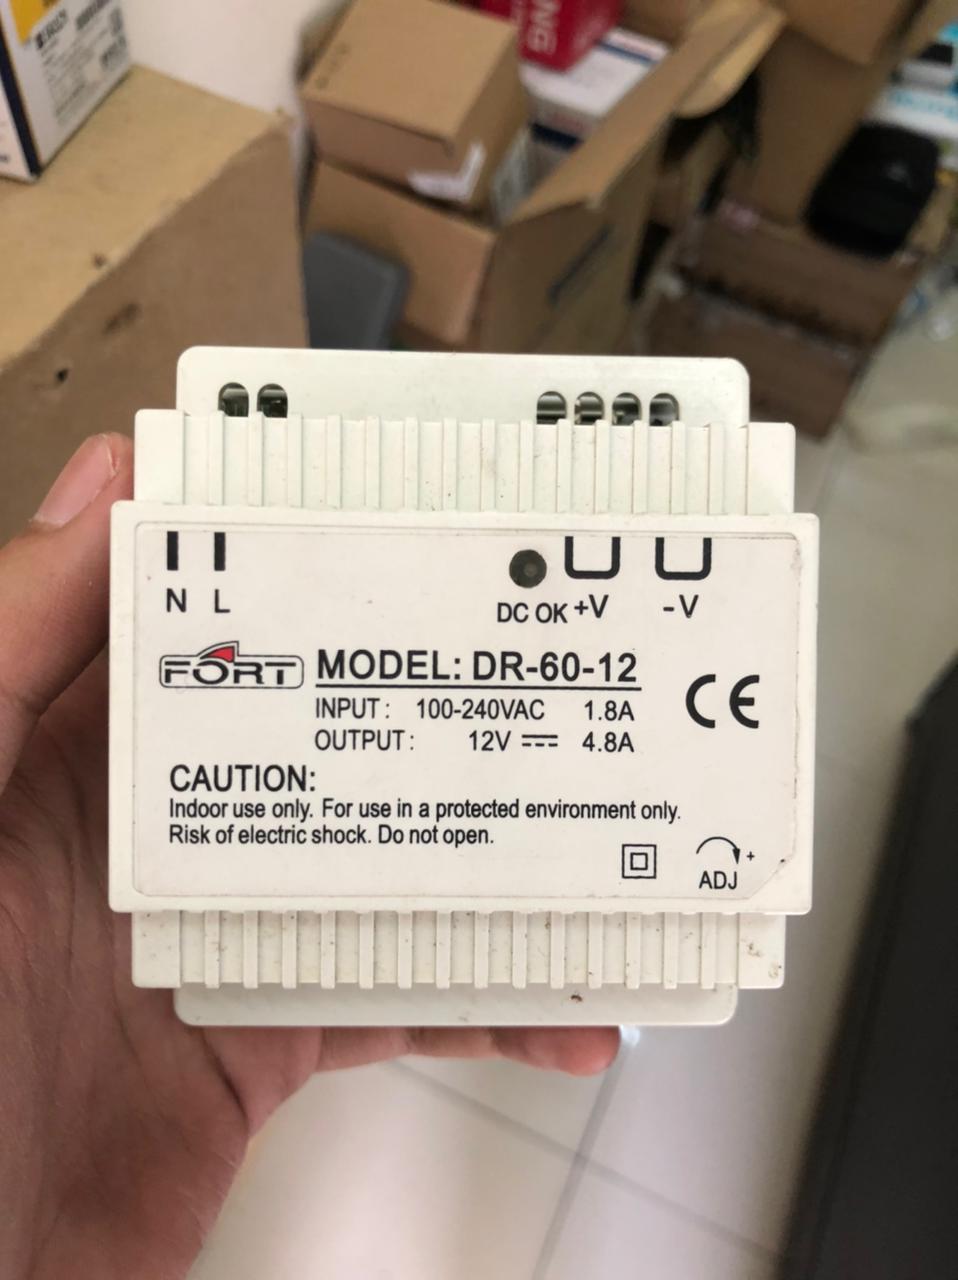 NG
N L
DC OK +V -V
FORT
MODEL: DR-60-12
INPUT: 100-240VAC 1.8A
OUTPUT: 12V 4.8A
CE
CAUTION:
Indoor use only. For use in a protected environment only.
Risk of electric shock. Do not open.
+
ADJ